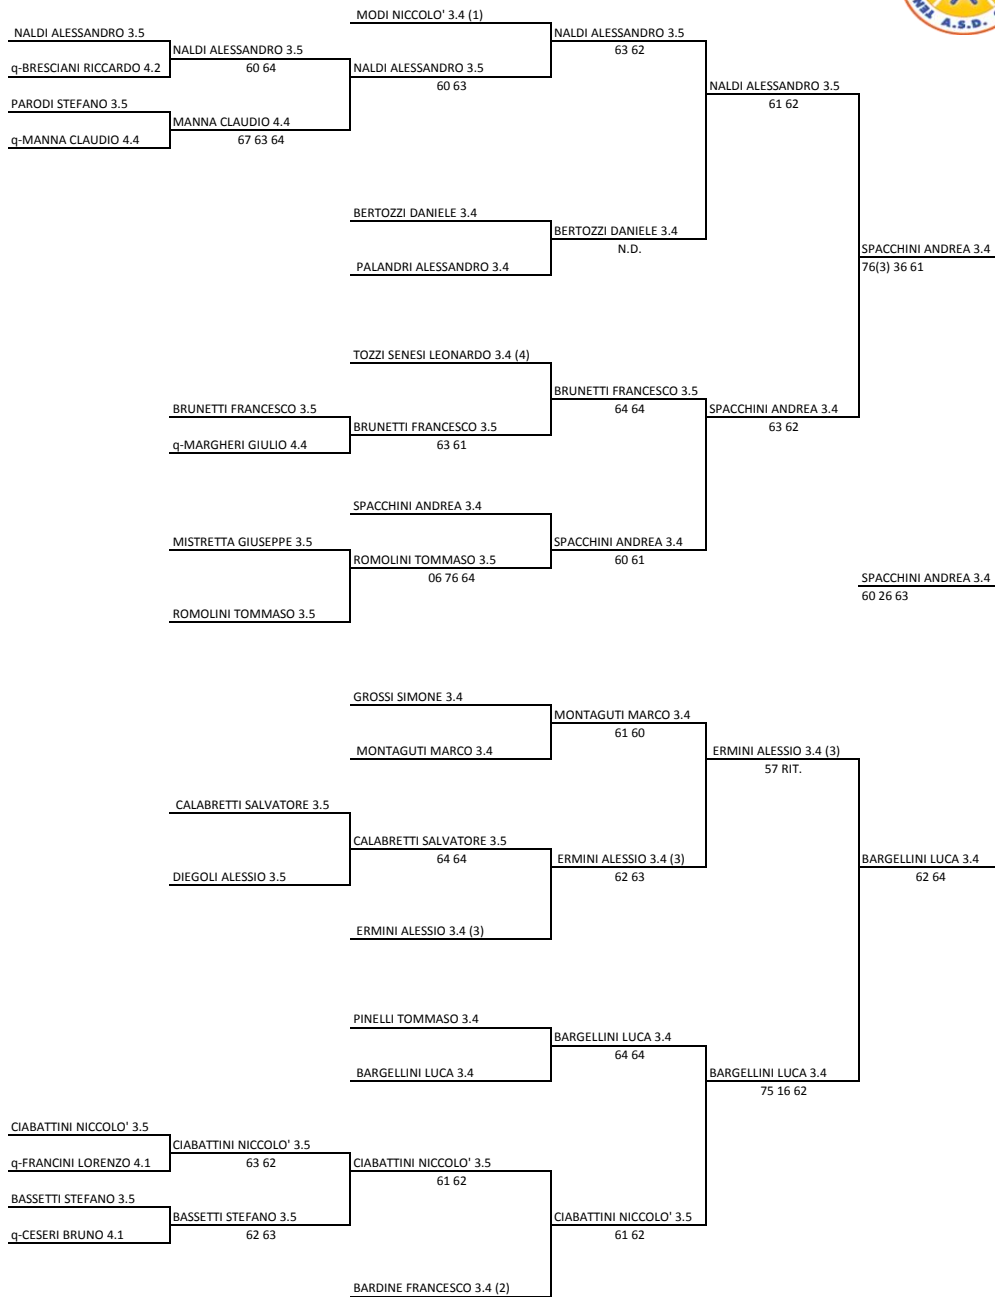 MODI NICCOLO' 3.4 (1)
NALDI ALESSANDRO 3.5
NALDI ALESSANDRO 3.5
NALDI ALESSANDRO 3.5
63 62
q-BRESCIANI RICCARDO 4.2
60 64
NALDI ALESSANDRO 3.5
60 63
NALDI ALESSANDRO 3.5
61 62
PARODI STEFANO 3.5
MANNA CLAUDIO 4.4
67 63 64
q-MANNA CLAUDIO 4.4
BERTOZZI DANIELE 3.4
BERTOZZI DANIELE 3.4
N.D.
PALANDRI ALESSANDRO 3.4
SPACCHINI ANDREA 3.4
76(3) 36 61
TOZZI SENESI LEONARDO 3.4 (4)
BRUNETTI FRANCESCO 3.5
64 64
BRUNETTI FRANCESCO 3.5
BRUNETTI FRANCESCO 3.5
63 61
q-MARGHERI GIULIO 4.4
SPACCHINI ANDREA 3.4
63 62
SPACCHINI ANDREA 3.4
MISTRETTA GIUSEPPE 3.5
SPACCHINI ANDREA 3.4
60 61
ROMOLINI TOMMASO 3.5
06 76 64
ROMOLINI TOMMASO 3.5
SPACCHINI ANDREA 3.4
60 26 63
GROSSI SIMONE 3.4
MONTAGUTI MARCO 3.4
61 60
MONTAGUTI MARCO 3.4
ERMINI ALESSIO 3.4 (3)
57 RIT.
CALABRETTI SALVATORE 3.5
CALABRETTI SALVATORE 3.5
64 64
DIEGOLI ALESSIO 3.5
ERMINI ALESSIO 3.4 (3)
62 63
BARGELLINI LUCA 3.4
62 64
ERMINI ALESSIO 3.4 (3)
PINELLI TOMMASO 3.4
BARGELLINI LUCA 3.4
64 64
BARGELLINI LUCA 3.4
BARGELLINI LUCA 3.4
75 16 62
CIABATTINI NICCOLO' 3.5
CIABATTINI NICCOLO' 3.5
63 62
q-FRANCINI LORENZO 4.1
CIABATTINI NICCOLO' 3.5
61 62
BASSETTI STEFANO 3.5
BASSETTI STEFANO 3.5
62 63
q-CESERI BRUNO 4.1
CIABATTINI NICCOLO' 3.5
61 62
BARDINE FRANCESCO 3.4 (2)
A.S.D.